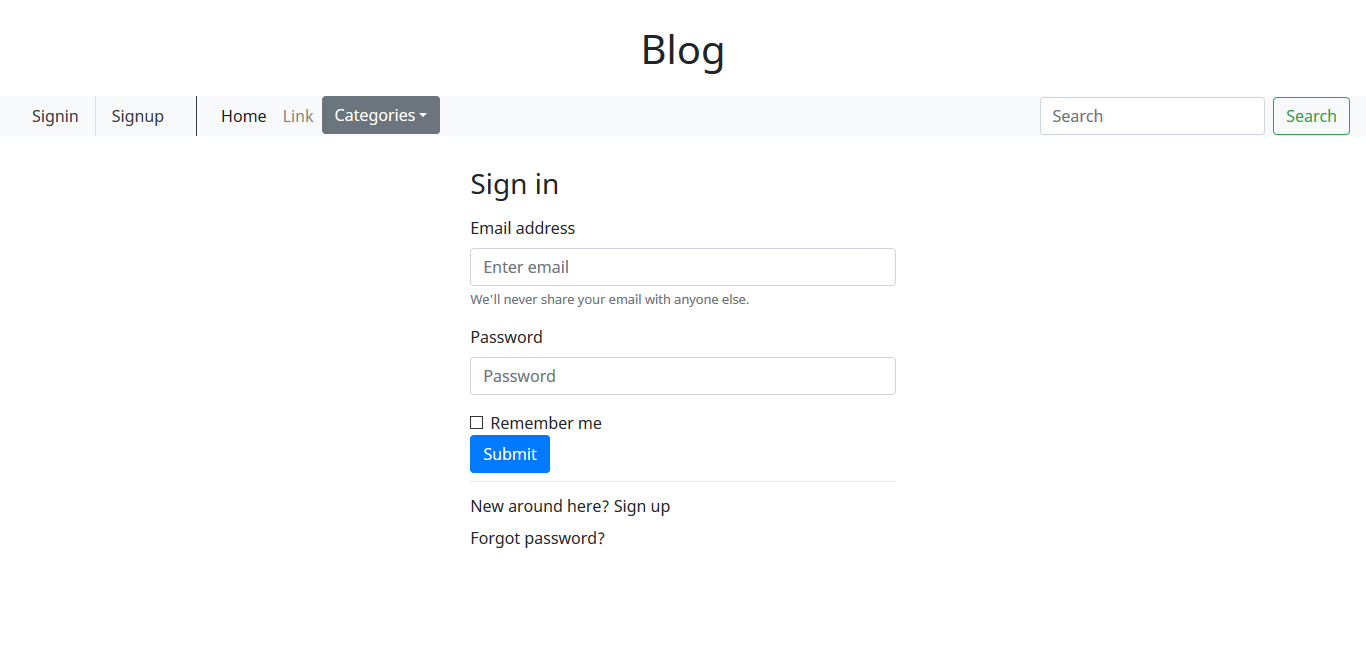 Blog
Signin Signup Home Link Categories Search Search
Sign in
Email address
Enter email
We'll never share your email with anyone else.
Password
Password
Remember me
Submit
New around here? Sign up
Forgot password?